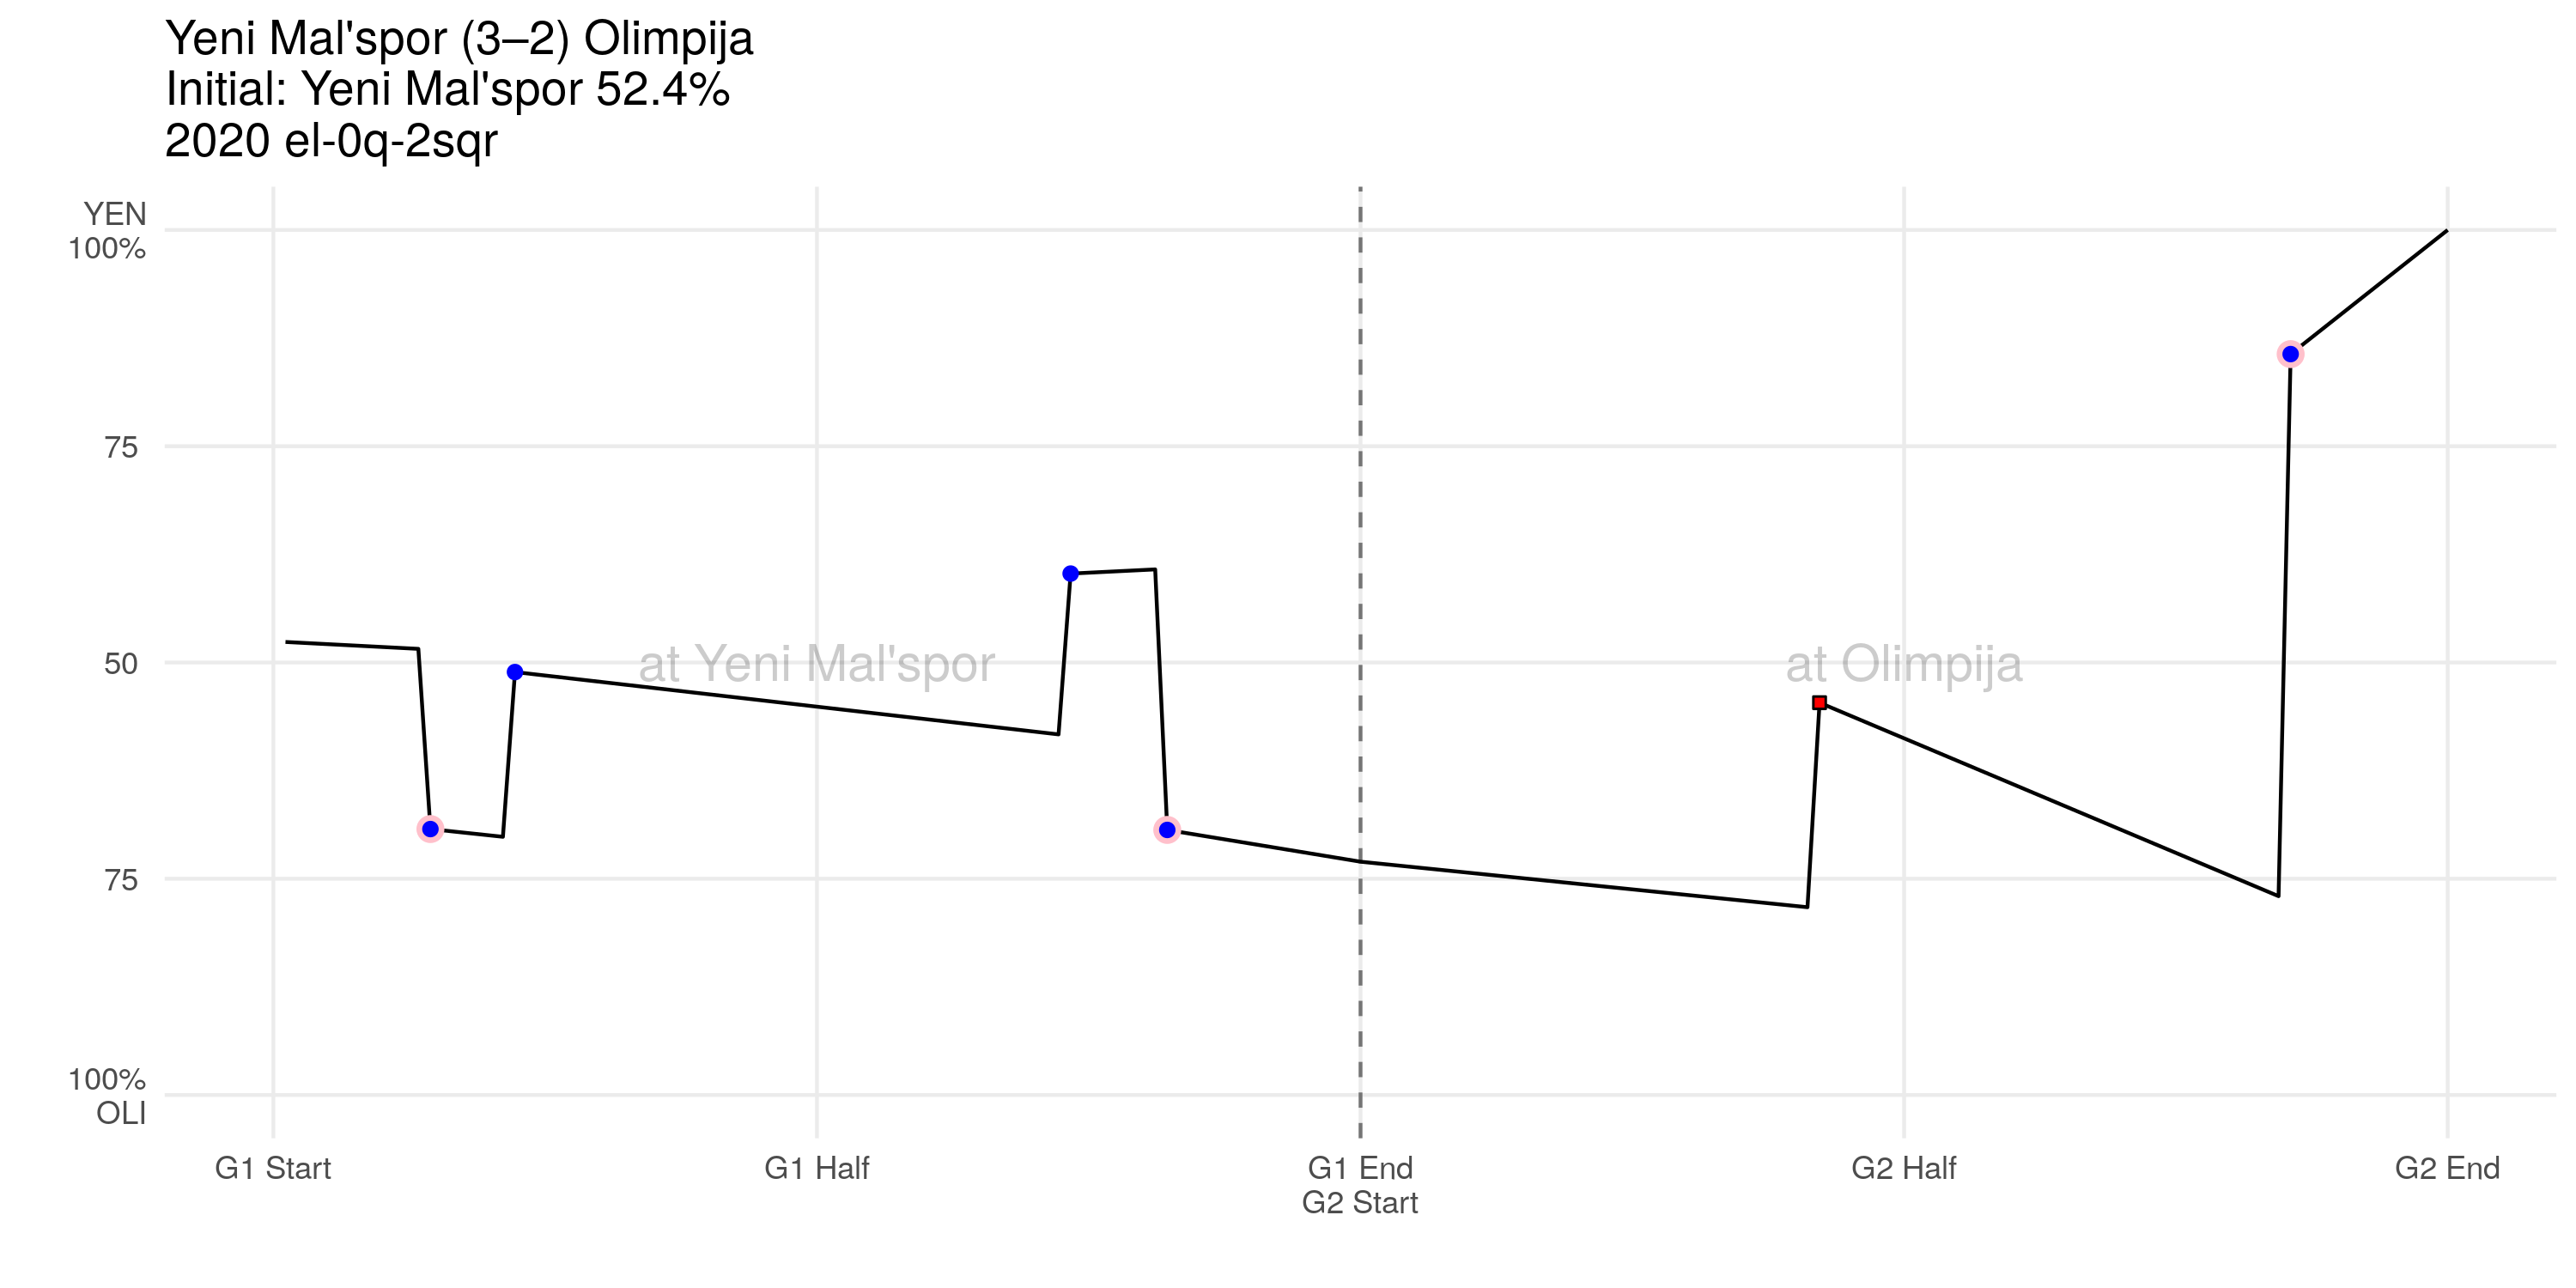 Yeni Mal'spor (3–2) Olimpija
Initial: Yeni Mal'spor 52.4%
2020 el-0q-2sqr
YEN
100%
75
50
75
100%
OLI
at Yeni Mal'spor
at Olimpija
G1 Start
G1 Half
G1 End
G2 Start
G2 Half
G2 End